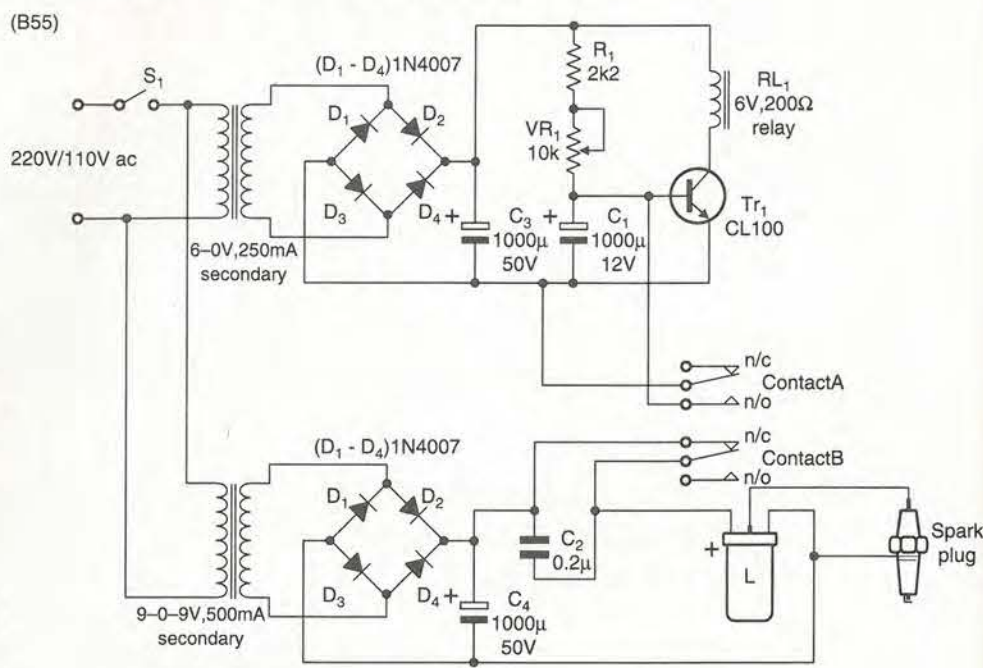 (B55)
(D₁ - D₄)1N4007
S₁
D₁
D₂
D₃
D₄
220V/110V ac
6–0V,250mA
secondary
R₁
2k2
VR₁
10k
RL₁
6V,200Ω
relay
Tr₁
CL100
+
C₃
1000μ
50V
+
C₁
1000μ
12V
n/c
ContactA
n/o
n/c
ContactB
n/o
(D₁ - D₄)1N4007
D₁
D₂
D₃
D₄
9–0–9V,500mA
secondary
+
C₄
1000μ
50V
C₂
0.2μ
+
L
Spark
plug